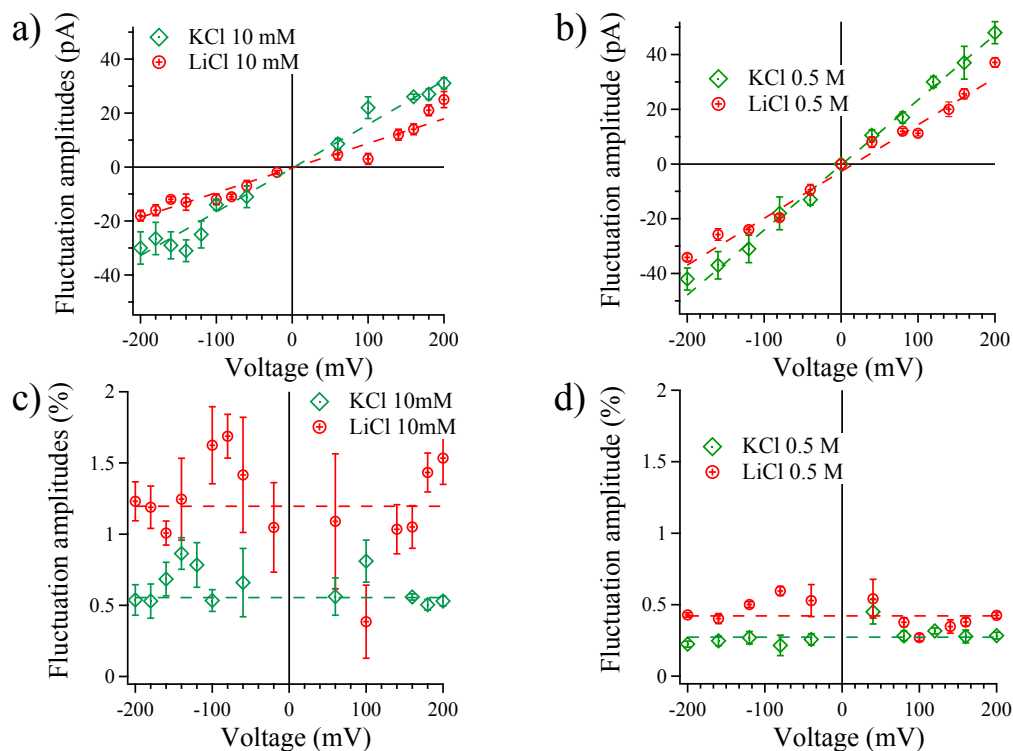 a)
Fluctuation amplitudes (pA)
KCl 10 mM
LiCl 10 mM
40
20
0
-20
-40
-200
-100
0
100
200
Voltage (mV)
b)
Fluctuation amplitude (pA)
KCl 0.5 M
LiCl 0.5 M
40
20
0
-20
-40
-200
-100
0
100
200
Voltage (mV)
c)
Fluctuation amplitudes (%)
KCl 10mM
LiCl 10mM
2
1.5
1
0.5
0
-200
-100
0
100
200
Voltage (mV)
d)
Fluctuation amplitude (%)
KCl 0.5 M
LiCl 0.5 M
2
1.5
1
0.5
0
-200
-100
0
100
200
Voltage (mV)